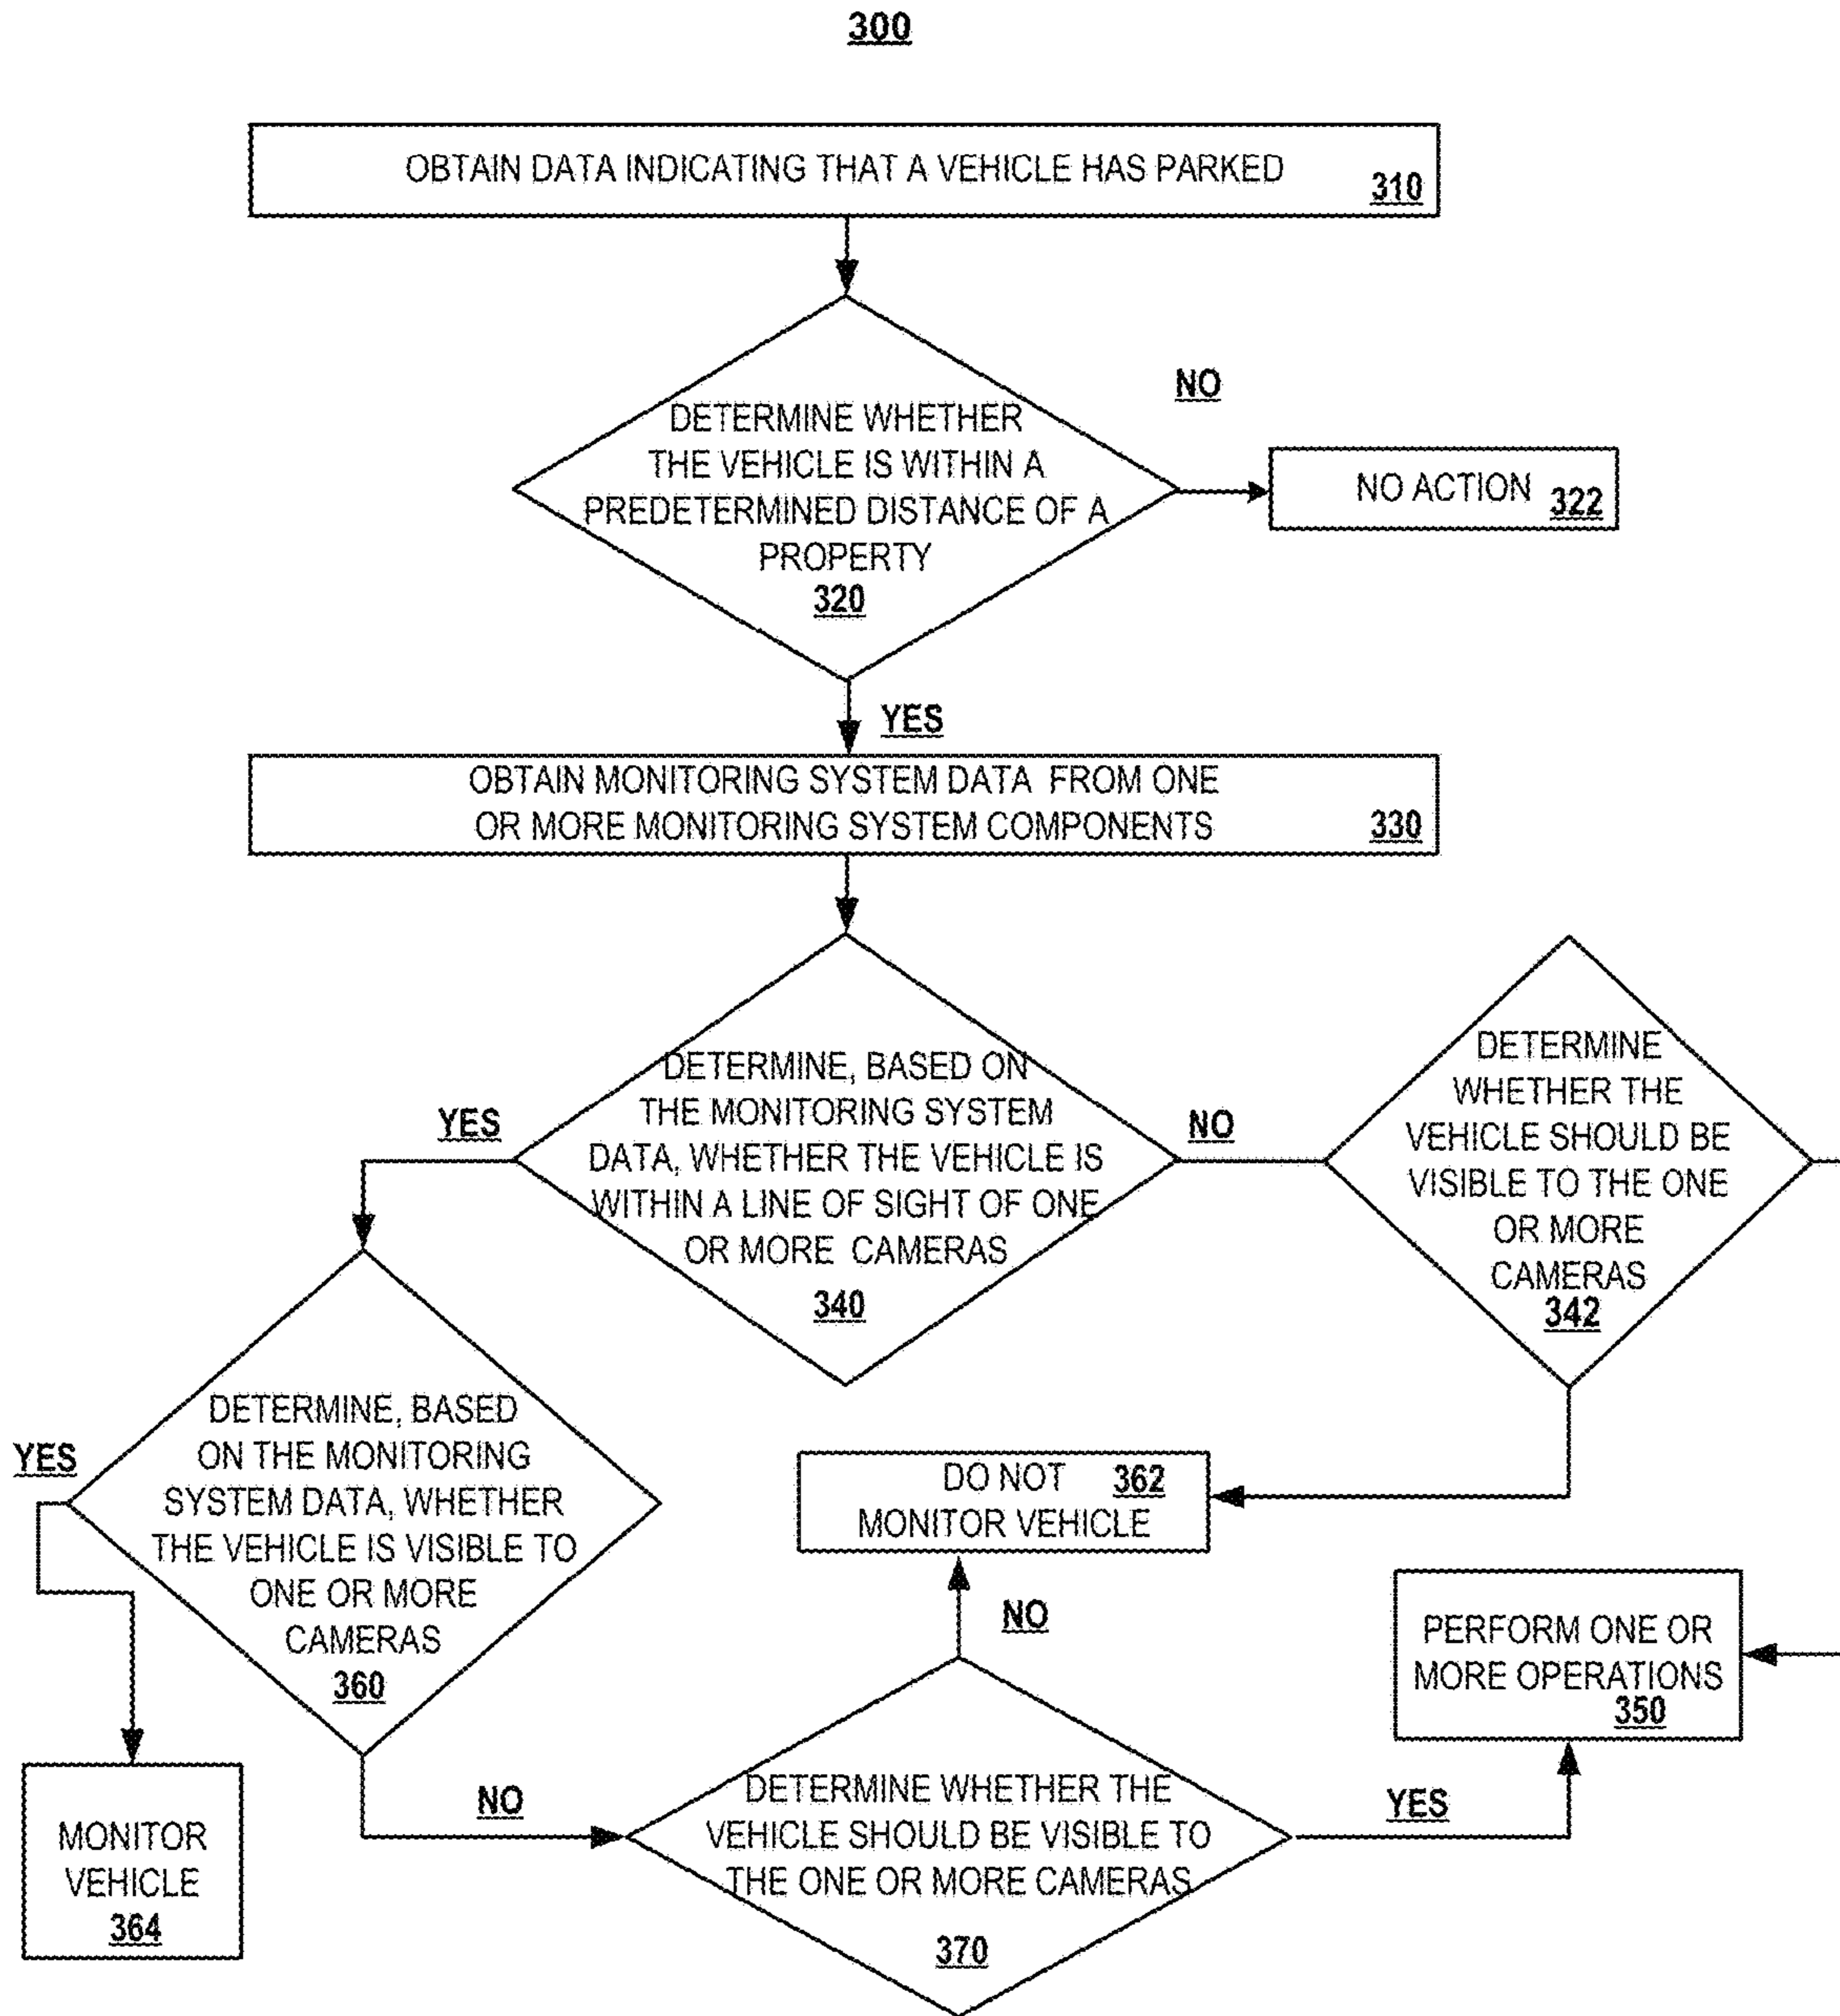 300
OBTAIN DATA INDICATING THAT A VEHICLE HAS PARKED
310
DETERMINE WHETHER
THE VEHICLE IS WITHIN A
PREDETERMINED DISTANCE OF A
PROPERTY
320
NO
NO ACTION
322
YES
OBTAIN MONITORING SYSTEM DATA FROM ONE
OR MORE MONITORING SYSTEM COMPONENTS
330
DETERMINE, BASED ON
THE MONITORING SYSTEM
DATA, WHETHER THE VEHICLE IS
WITHIN A LINE OF SIGHT OF ONE
OR MORE CAMERAS
340
YES
NO
DETERMINE
WHETHER THE
VEHICLE SHOULD BE
VISIBLE TO THE ONE
OR MORE
CAMERAS
342
DETERMINE, BASED
ON THE MONITORING
SYSTEM DATA, WHETHER
THE VEHICLE IS VISIBLE TO
ONE OR MORE
CAMERAS
360
YES
DO NOT
MONITOR VEHICLE
362
NO
PERFORM ONE OR
MORE OPERATIONS
350
MONITOR
VEHICLE
364
NO
DETERMINE WHETHER THE
VEHICLE SHOULD BE VISIBLE TO
THE ONE OR MORE CAMERAS
370
YES